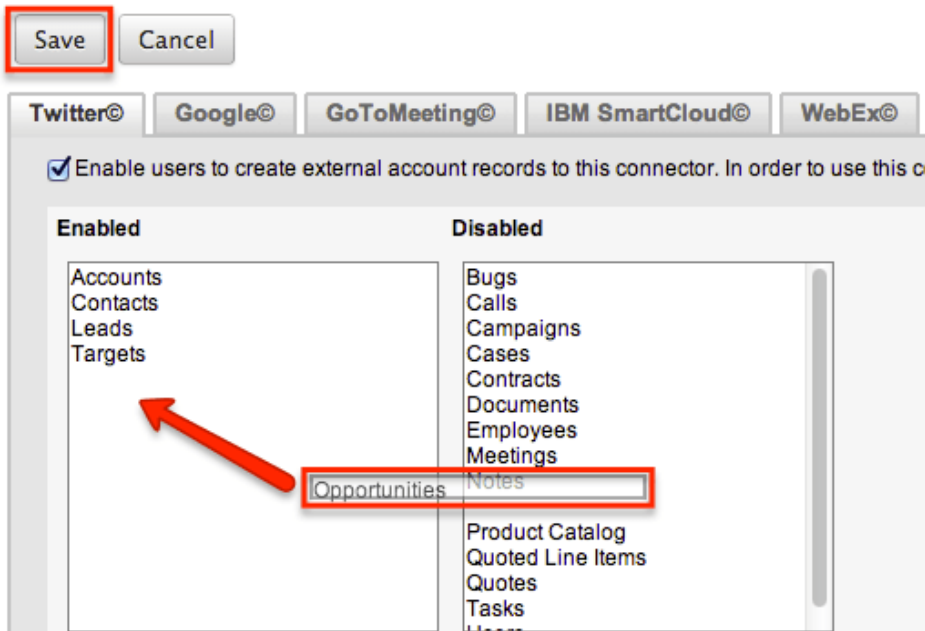 Save Cancel
Twitter© Google© GoToMeeting© IBM SmartCloud© WebEx©
Enable users to create external account records to this connector. In order to use this
Enabled
Accounts
Contacts
Leads
Targets
Disabled
Bugs
Calls
Campaigns
Cases
Contracts
Documents
Employees
Meetings
Notes
Opportunities
Product Catalog
Quoted Line Items
Quotes
Tasks